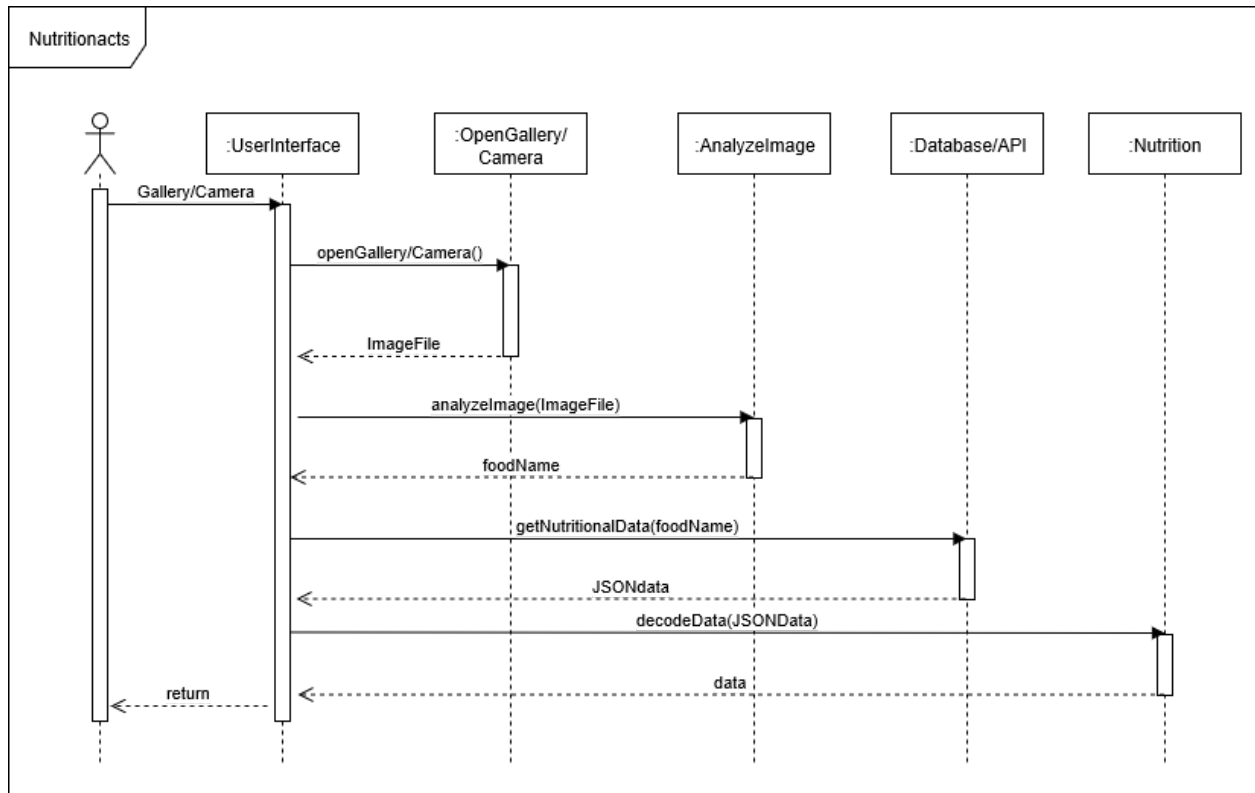 Nutritionacts
:UserInterface
:OpenGallery/
Camera
:AnalyzeImage
:Database/API
:Nutrition
Gallery/Camera
openGallery/Camera()
ImageFile
analyzeImage(ImageFile)
foodName
getNutritionalData(foodName)
JSONdata
decodeData(JSONData)
data
return